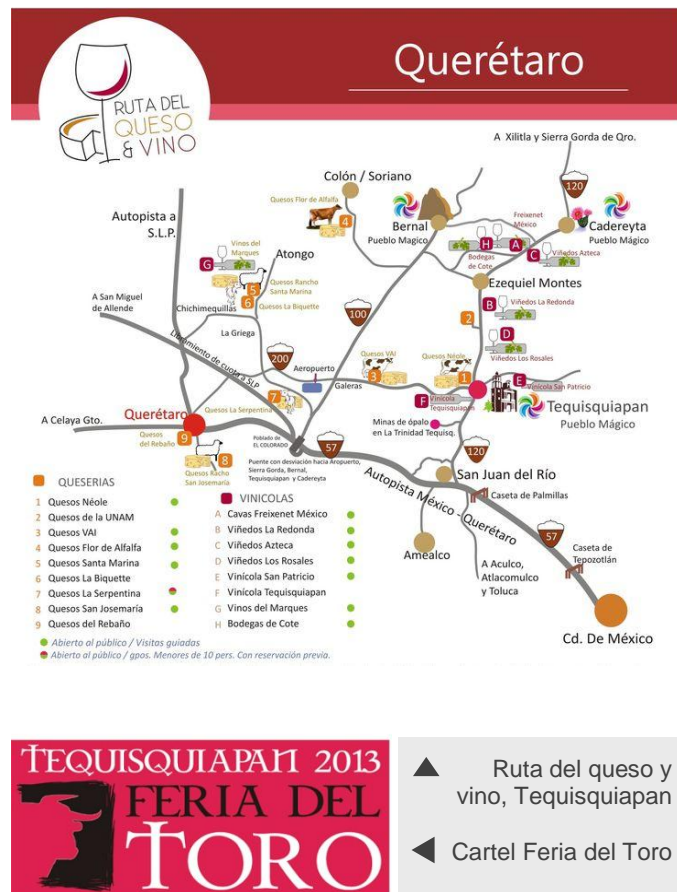 Querétaro
RUTA DEL
QUESO
& VINO
A Xilitla y Sierra Gorda de Qro.
120
Colón / Soriano
Quesos Flor de Alfalfa
4
Autopista a
S.L.P.
Bernal
Pueblo Magico
Freixenet
México
H
A
Cadereyta
Pueblo Mágico
Vinos del
Marques
G
Atongo
Bodegas
de Cote
C
Viñedos Azteca
Quesos Rancho
Santa Marina
5
Ezequiel Montes
A San Miguel
de Allende
Chichimequillas
6
Quesos La Biquette
B
Viñedos La Redonda
100
2
La Griega
D
Viñedos Los Rosales
Libramiento de cuota a SLP
200
Aeropuerto
Quesos VAI
3
Quesos Néole
1
E
Vinícola San Patricio
Galeras
7
F
Vinicola
Tequisquiapan
Tequisquiapan
Pueblo Mágico
Querétaro
Quesos La Serpentina
A Celaya Gto.
Quesos
del Rebaño
9
Poblado de
EL COLORADO
57
Minas de ópalo
en La Trinidad Tequisq.
8
Quesos Racho
San Josemaría
Puente con desviación hacia Aropuerto,
Sierra Gorda, Bernal,
Tequisquiapan y Cadereyta
120
San Juan del Río
Autopista México - Querétaro
Caseta de Palmillas
57
Amealco
A Aculco,
Atlacomulco
y Toluca
Caseta de
Tepozotlán
Cd. De México
QUESERIAS
1 Quesos Néole
2 Quesos de la UNAM
3 Quesos VAI
4 Quesos Flor de Alfalfa
5 Quesos Santa Marina
6 Quesos La Biquette
7 Quesos La Serpentina
8 Quesos San Josemaría
9 Quesos del Rebaño
VINICOLAS
A Cavas Freixenet México
B Viñedos La Redonda
C Viñedos Azteca
D Viñedos Los Rosales
E Vinícola San Patricio
F Vinícola Tequisquiapan
G Vinos del Marques
H Bodegas de Cote
Abierto al público / Visitas guiadas
Abierto al público / gpos. Menores de 10 pers. Con reservación previa.
TEQUISQUIAPAN 2013
FERIA DEL
TORO
Ruta del queso y
vino, Tequisquiapan
Cartel Feria del Toro